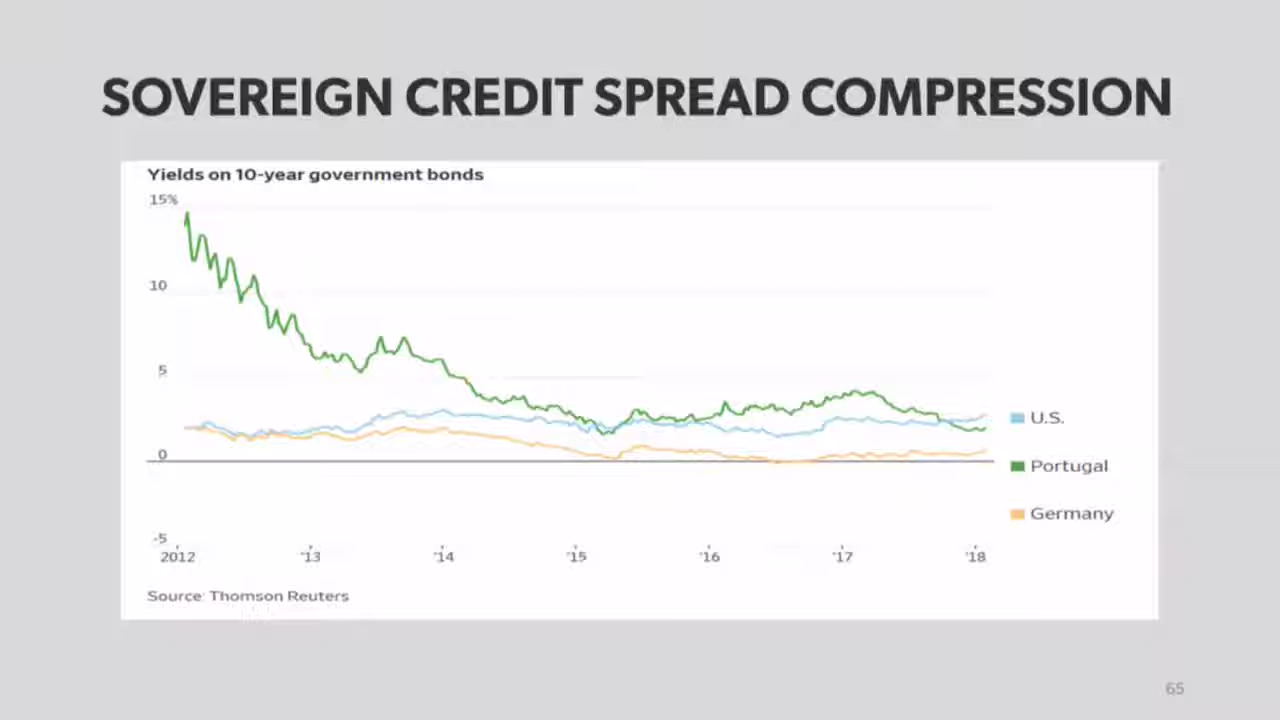 SOVEREIGN CREDIT SPREAD COMPRESSION
Yields on 10-year government bonds
15%
10
5
0
-5
2012 '13 '14 '15 '16 '17 '18
U.S.
Portugal
Germany
Source: Thomson Reuters
65